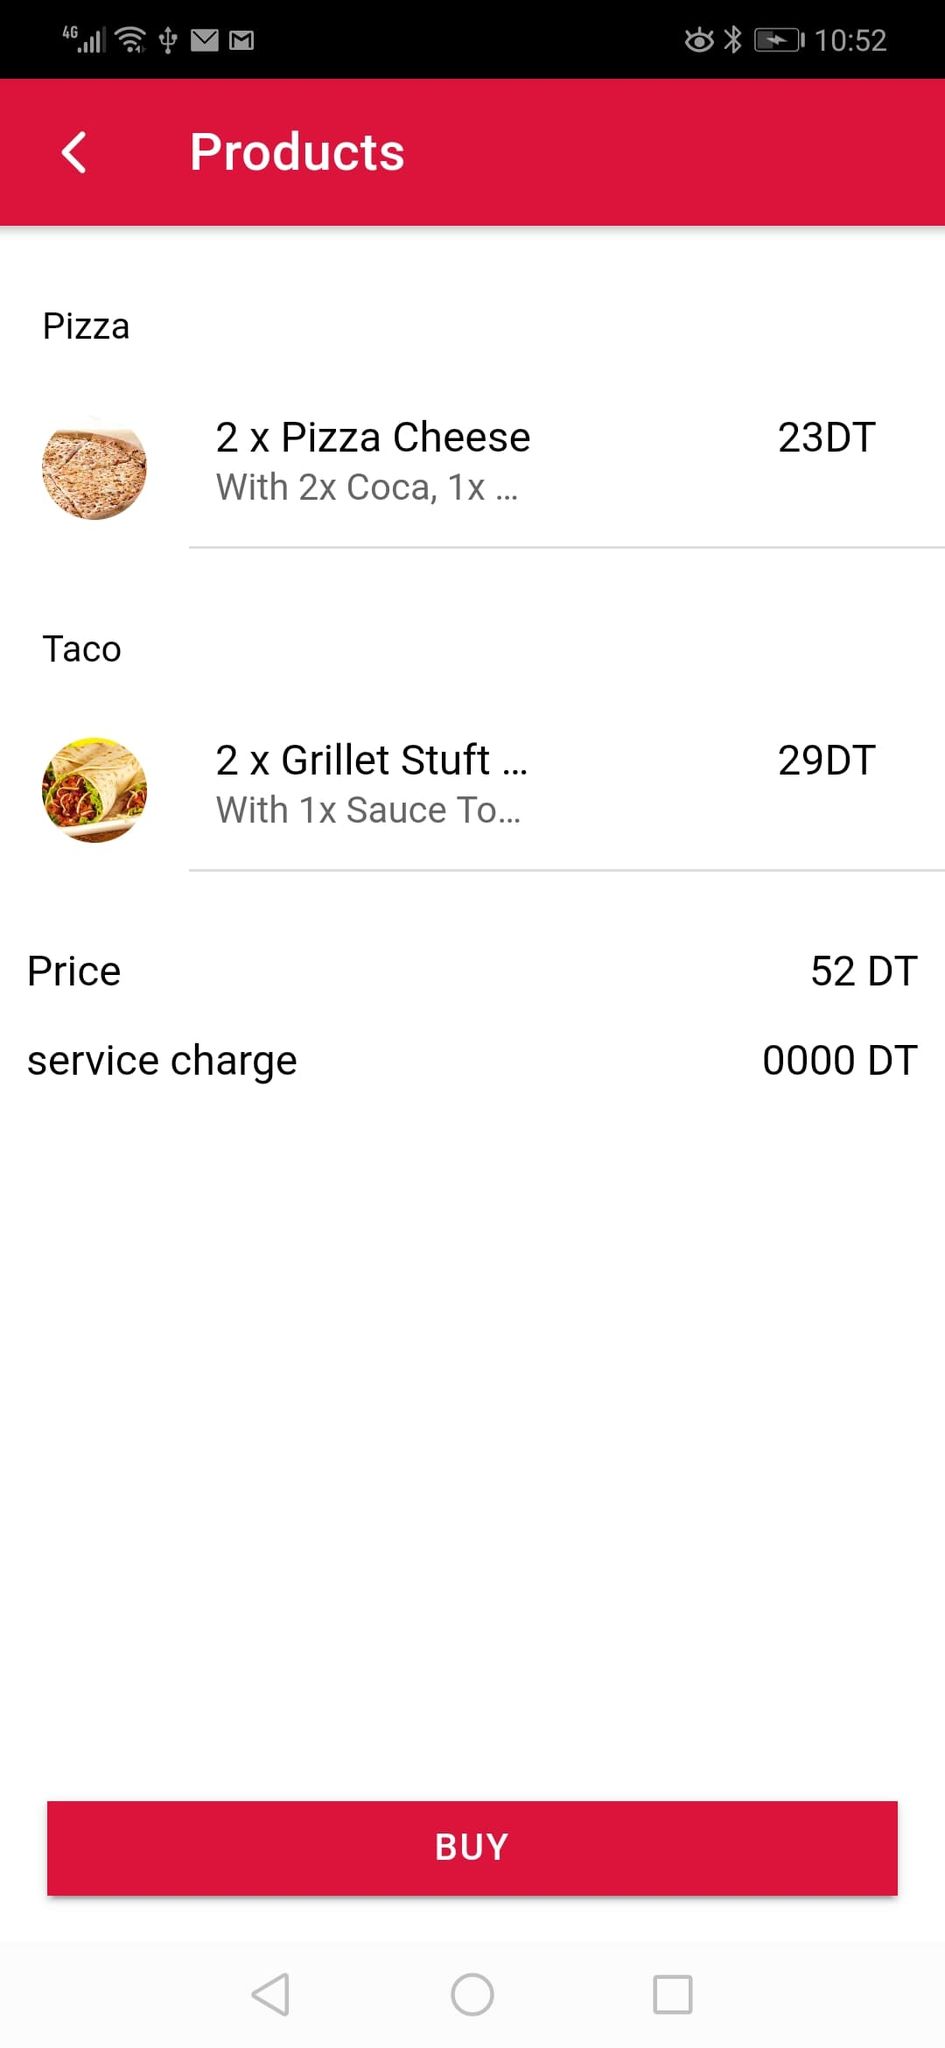 4G 10:52
Products
Pizza
2 x Pizza Cheese 23DT
With 2x Coca, 1x ...
Taco
2 x Grillet Stuft ... 29DT
With 1x Sauce To...
Price 52 DT
service charge 0000 DT
BUY